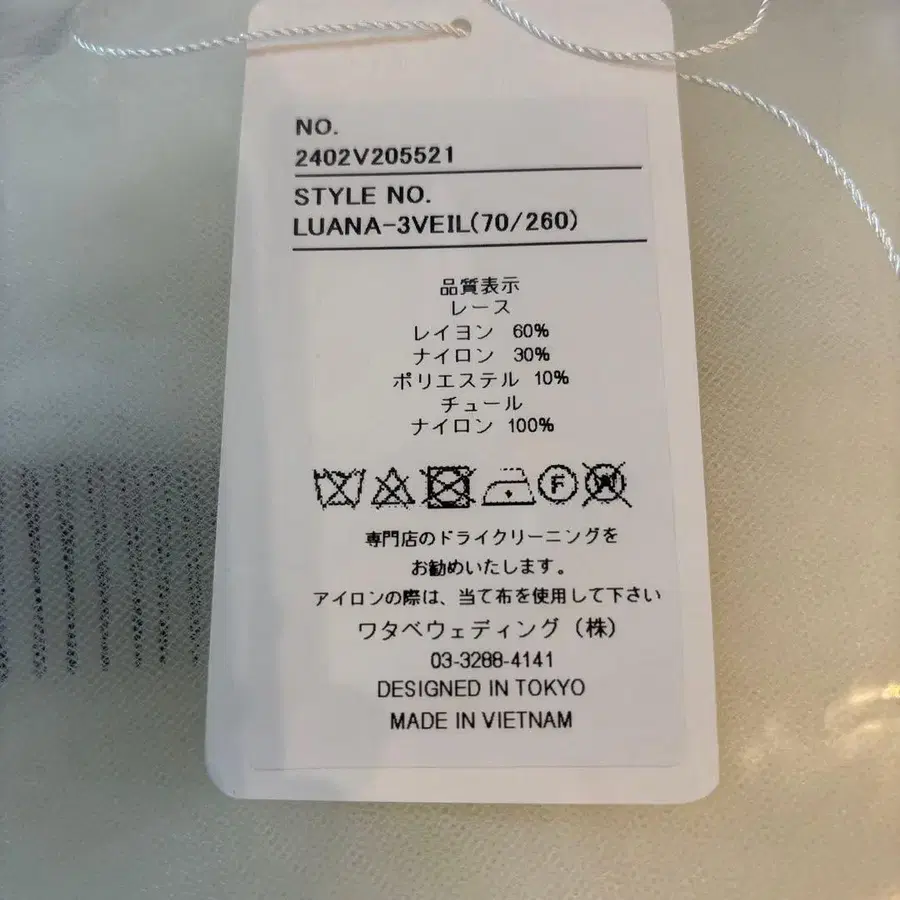 NO.
2402V205521
STYLE NO.
LUANA-3VEIL(70/260)
品質表示
レース
レイヨン 60%
ナイロン 30%
ポリエステル 10%
チュール
ナイロン 100%
F W
専門店のドライクリーニングを
お勧めいたします。
アイロンの際は、当て布を使用して下さい
ワタベウェディング（株）
03-3288-4141
DESIGNED IN TOKYO
MADE IN VIETNAM